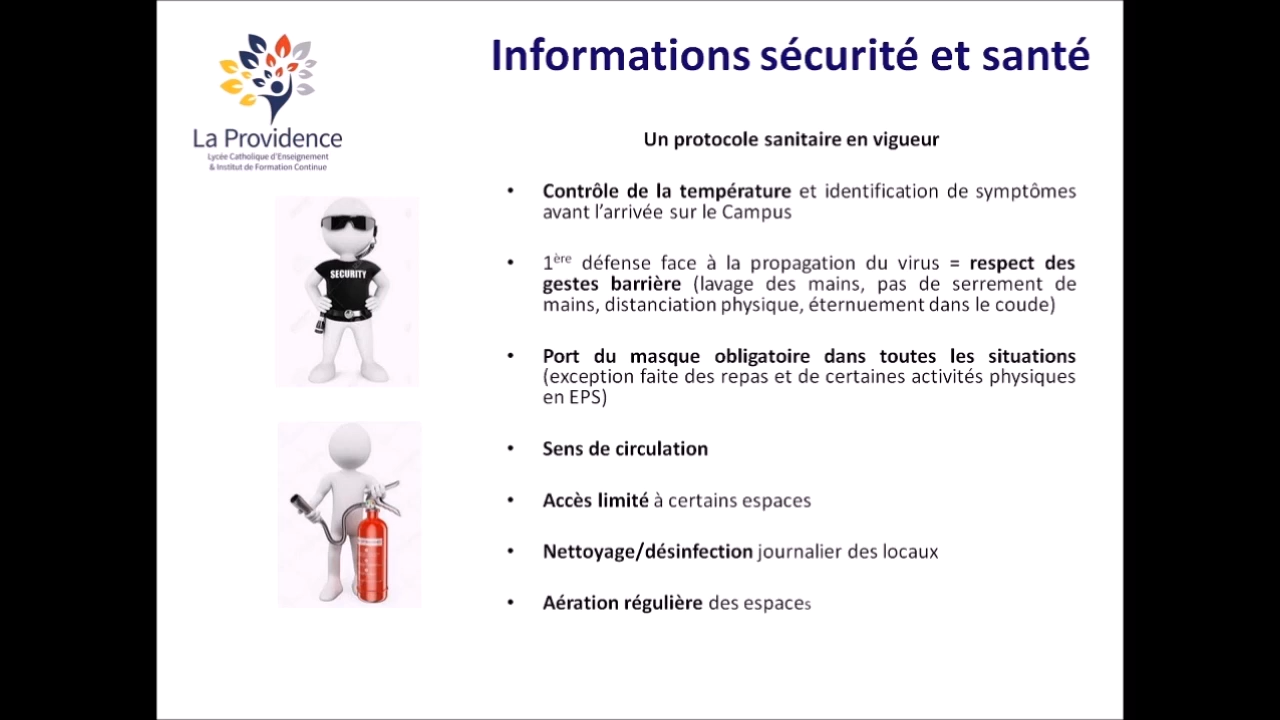 Informations sécurité et santé
La Providence
Lycée Catholique d'Enseignement
& Institut de Formation Continue
Un protocole sanitaire en vigueur
• Contrôle de la température et identification de symptômes
avant l'arrivée sur le Campus
• 1ère défense face à la propagation du virus = respect des
gestes barrière (lavage des mains, pas de serrement de
mains, distanciation physique, éternuement dans le coude)
• Port du masque obligatoire dans toutes les situations
(exception faite des repas et de certaines activités physiques
en EPS)
• Sens de circulation
• Accès limité à certains espaces
• Nettoyage/désinfection journalier des locaux
• Aération régulière des espaces
SECURITY